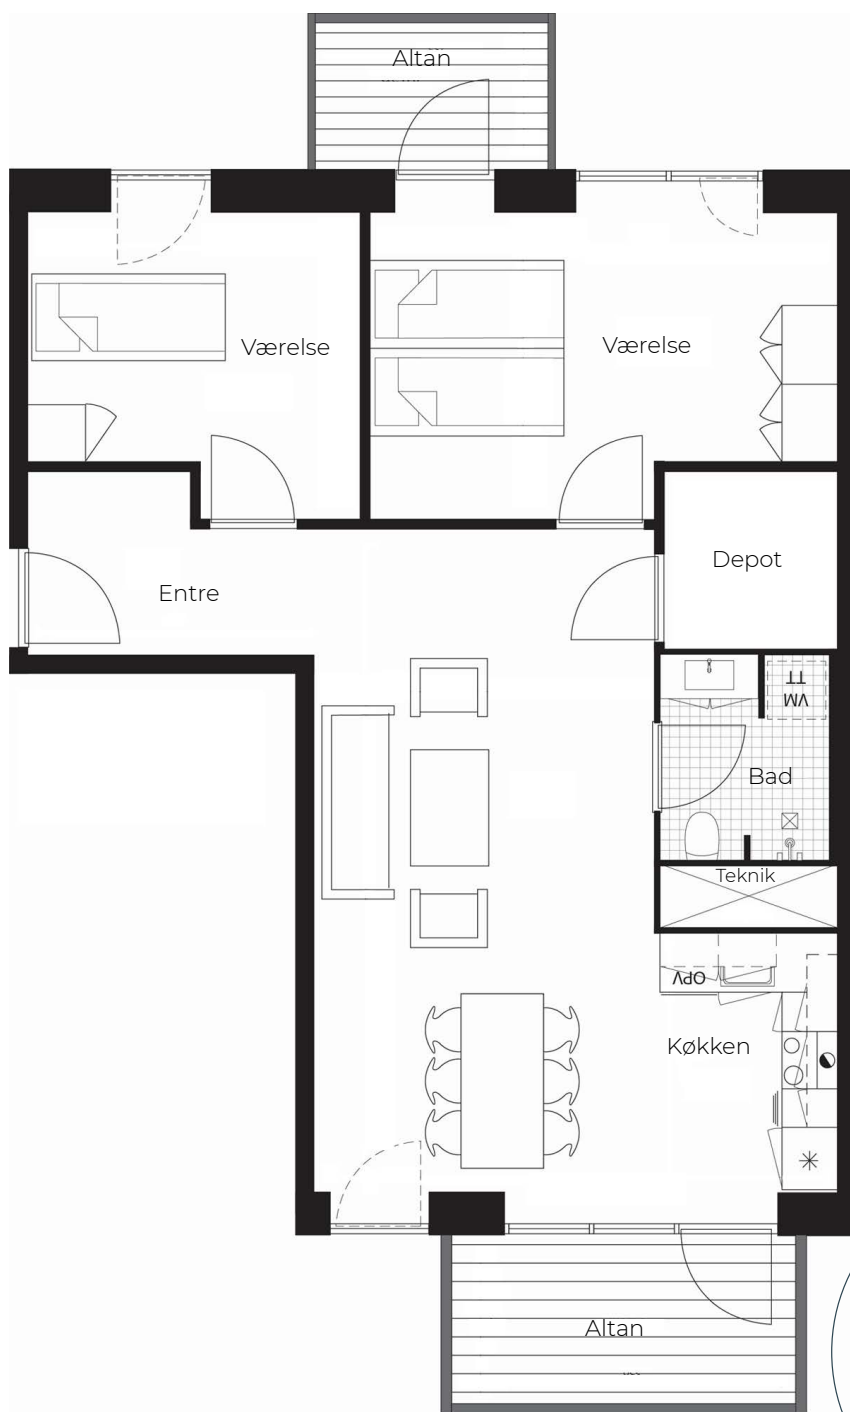 Altan
Værelse
Værelse
Depot
Entre
TT
VM
Bad
Teknik
OPV
Køkken
Altan